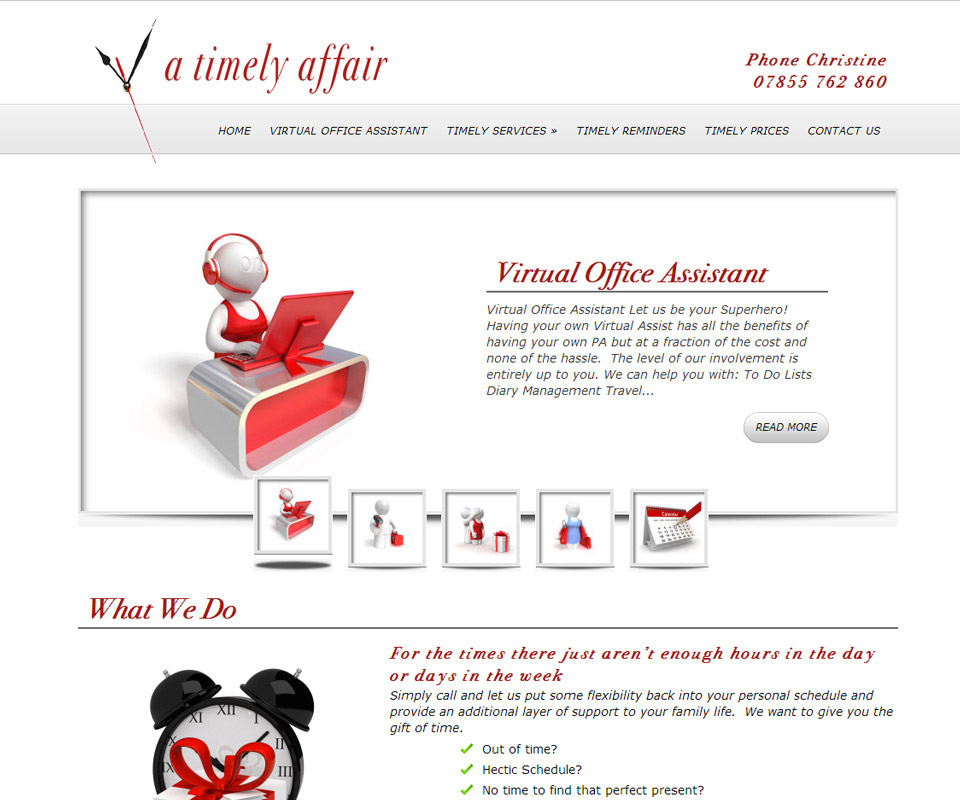 a timely affair
Phone Christine
07855 762 860
HOME VIRTUAL OFFICE ASSISTANT TIMELY SERVICES » TIMELY REMINDERS TIMELY PRICES CONTACT US
Virtual Office Assistant
Virtual Office Assistant Let us be your Superhero!
Having your own Virtual Assist has all the benefits of
having your own PA but at a fraction of the cost and
none of the hassle.  The level of our involvement is
entirely up to you. We can help you with: To Do Lists
Diary Management Travel...
READ MORE
Calendar
What We Do
For the times there just aren't enough hours in the day
or days in the week
Simply call and let us put some flexibility back into your personal schedule and
provide an additional layer of support to your family life.  We want to give you the
gift of time.
XI XII I
X II
IX III
Out of time?
Hectic Schedule?
No time to find that perfect present?